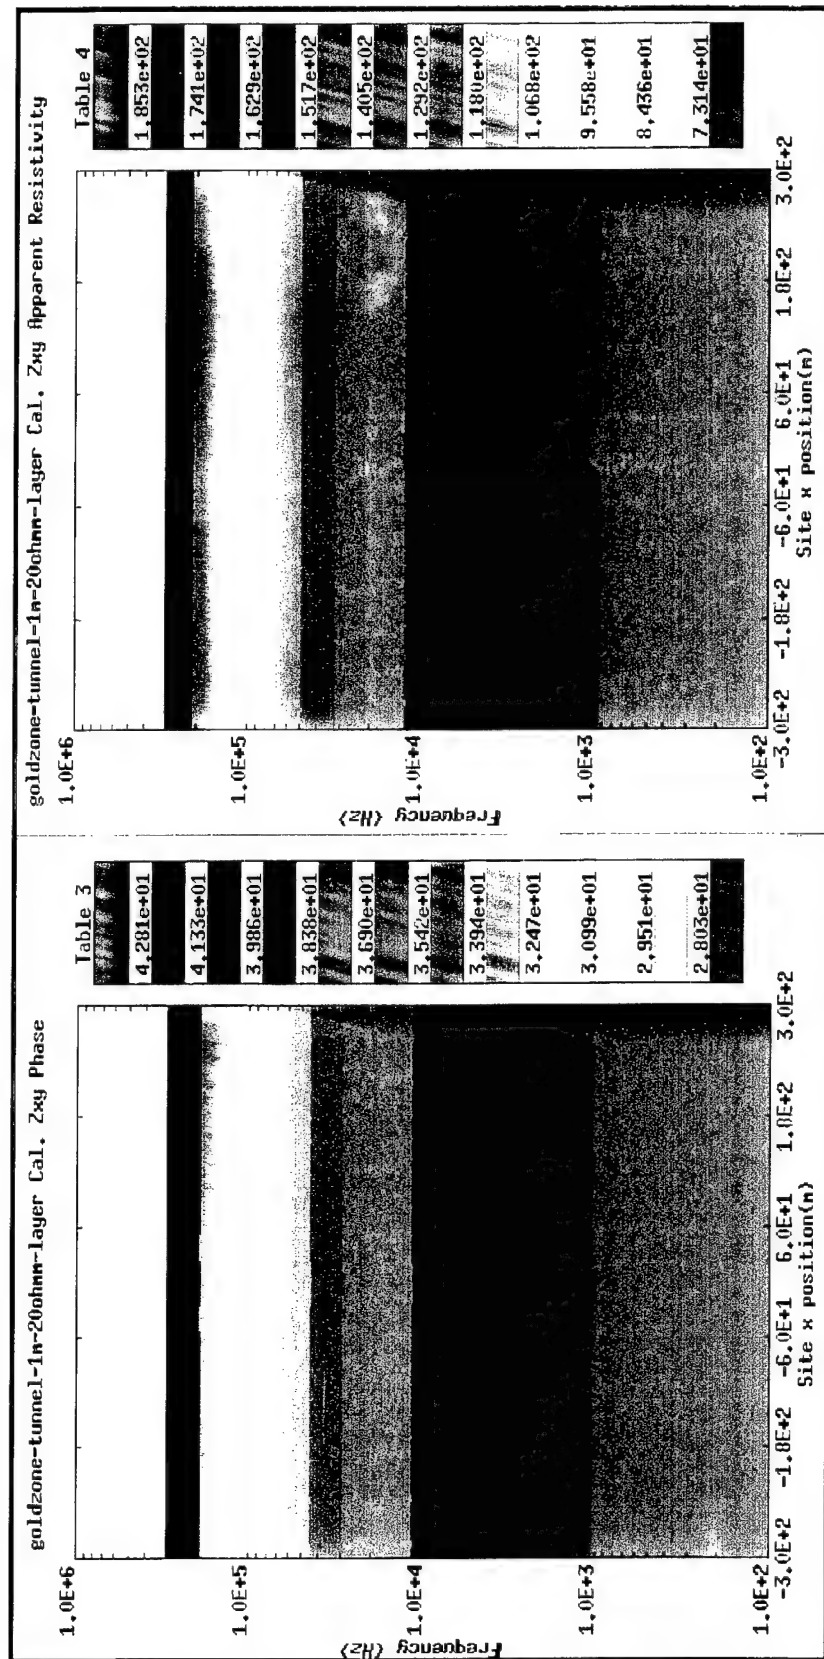 goldzone-tunnel-1m-20ohmm-layer Cal. Zxy Phase
1.0E+6
1.0E+5
1.0E+4
1.0E+3
1.0E+2
Frequency (Hz)
-3.0E+2
-1.8E+2
-6.0E+1
6.0E+1
1.8E+2
3.0E+2
Site x position(m)
Table 3
4.281e+01
4.133e+01
3.986e+01
3.838e+01
3.690e+01
3.542e+01
3.394e+01
3.247e+01
3.099e+01
2.951e+01
2.803e+01
goldzone-tunnel-1m-20ohmm-layer Cal. Zxy Apparent Resistivity
1.0E+6
1.0E+5
1.0E+4
1.0E+3
1.0E+2
Frequency (Hz)
-3.0E+2
-1.8E+2
-6.0E+1
6.0E+1
1.8E+2
3.0E+2
Site x position(m)
Table 4
1.853e+02
1.741e+02
1.629e+02
1.517e+02
1.405e+02
1.292e+02
1.180e+02
1.068e+02
9.558e+01
8.436e+01
7.314e+01